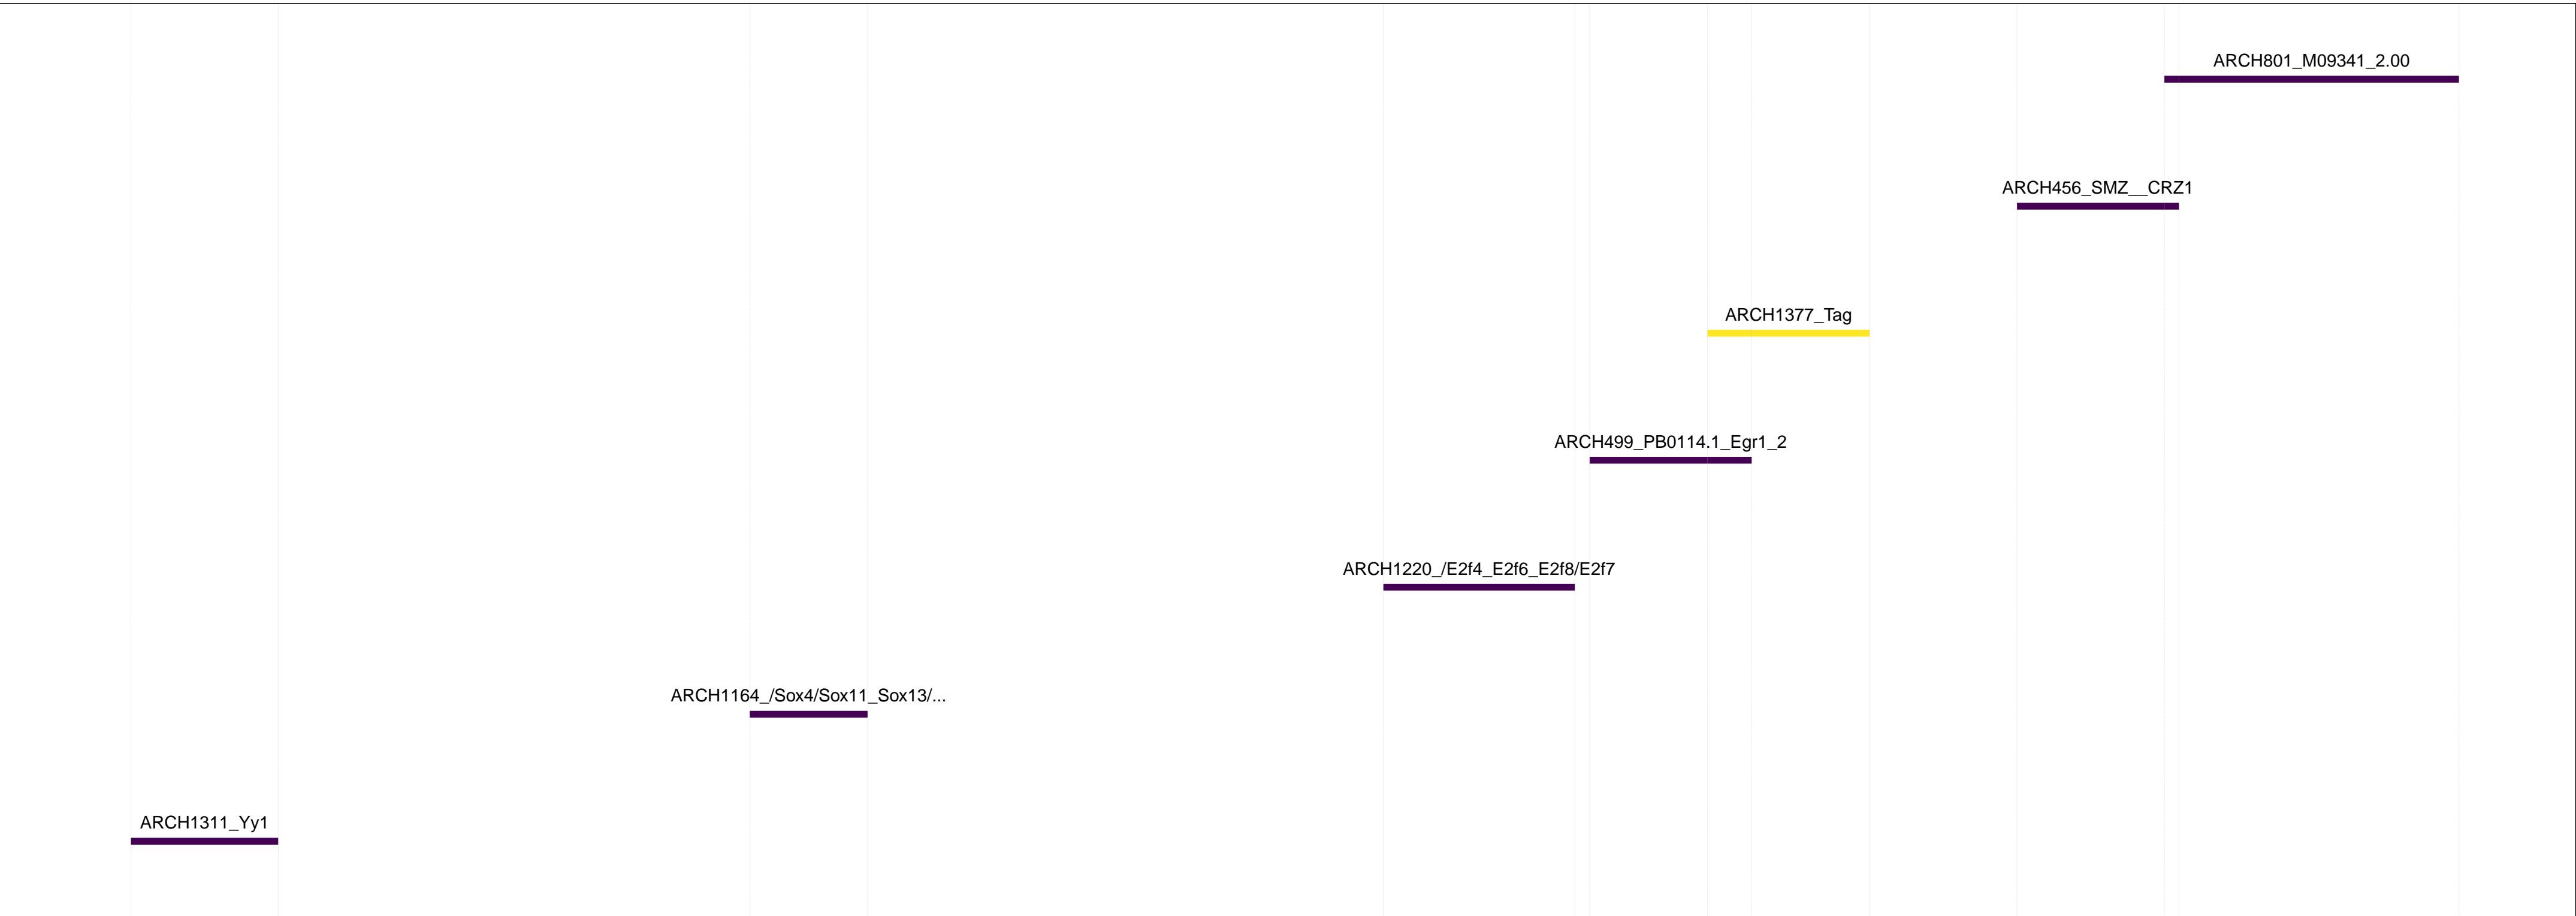 ARCH801_M09341_2.00
ARCH456_SMZ__CRZ1
ARCH1377_Tag
ARCH499_PB0114.1_Egr1_2
ARCH1220_/E2f4_E2f6_E2f8/E2f7
ARCH1164_/Sox4/Sox11_Sox13/...
ARCH1311_Yy1